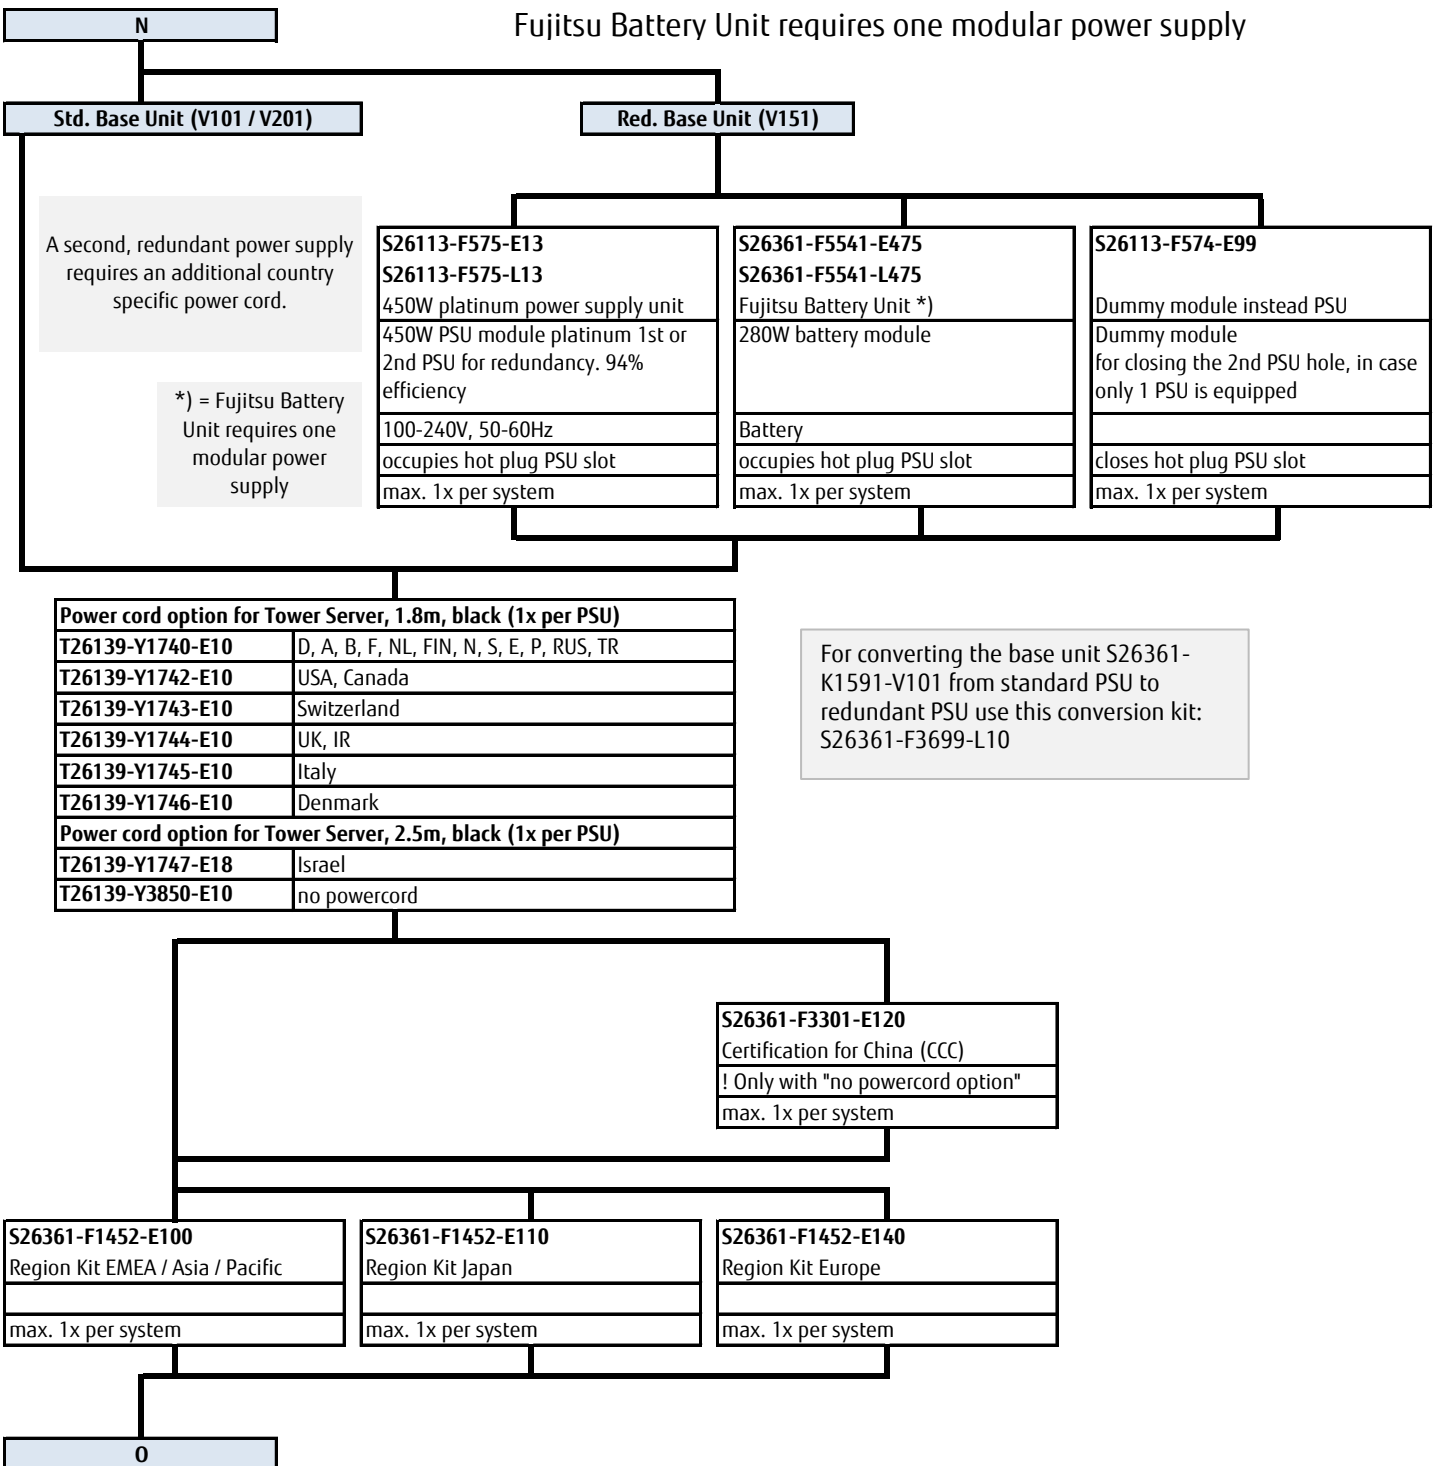 N
Fujitsu Battery Unit requires one modular power supply
Std. Base Unit (V101 / V201)
Red. Base Unit (V151)
A second, redundant power supply
requires an additional country
specific power cord.
*) = Fujitsu Battery
Unit requires one
modular power
supply
S26113-F575-E13
S26113-F575-L13
450W platinum power supply unit
450W PSU module platinum 1st or
2nd PSU for redundancy. 94%
efficiency
100-240V, 50-60Hz
occupies hot plug PSU slot
max. 1x per system
S26361-F5541-E475
S26361-F5541-L475
Fujitsu Battery Unit *)
280W battery module
Battery
occupies hot plug PSU slot
max. 1x per system
S26113-F574-E99
Dummy module instead PSU
Dummy module
for closing the 2nd PSU hole, in case
only 1 PSU is equipped
closes hot plug PSU slot
max. 1x per system
Power cord option for Tower Server, 1.8m, black (1x per PSU)
T26139-Y1740-E10 D, A, B, F, NL, FIN, N, S, E, P, RUS, TR
T26139-Y1742-E10 USA, Canada
T26139-Y1743-E10 Switzerland
T26139-Y1744-E10 UK, IR
T26139-Y1745-E10 Italy
T26139-Y1746-E10 Denmark
Power cord option for Tower Server, 2.5m, black (1x per PSU)
T26139-Y1747-E18 Israel
T26139-Y3850-E10 no powercord
For converting the base unit S26361-
K1591-V101 from standard PSU to
redundant PSU use this conversion kit:
S26361-F3699-L10
S26361-F3301-E120
Certification for China (CCC)
! Only with "no powercord option"
max. 1x per system
S26361-F1452-E100
Region Kit EMEA / Asia / Pacific
max. 1x per system
S26361-F1452-E110
Region Kit Japan
max. 1x per system
S26361-F1452-E140
Region Kit Europe
max. 1x per system
O